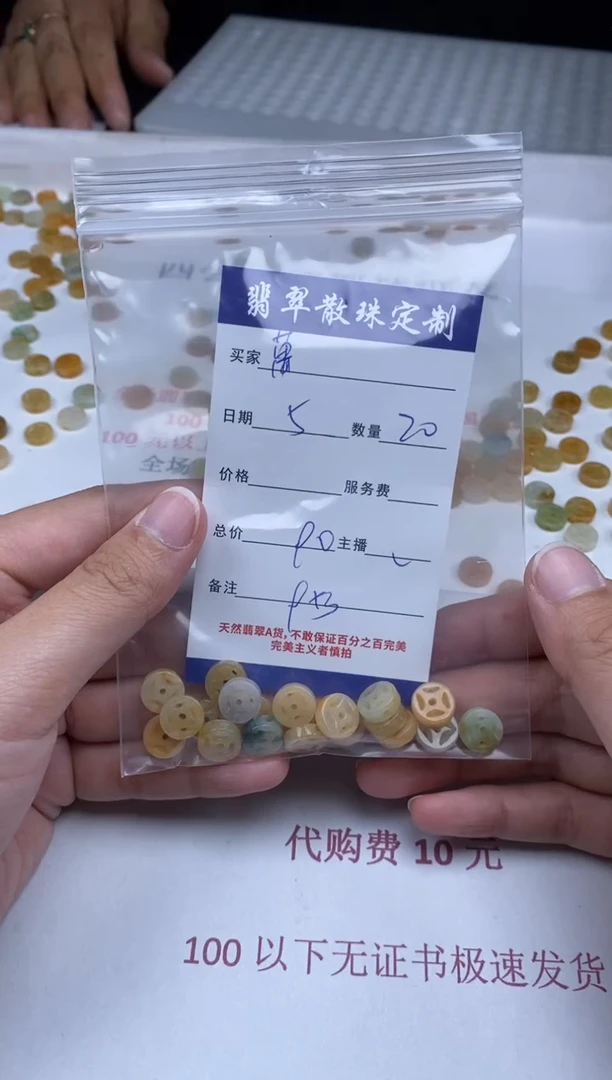 翡翠散珠定制
买家
日期 5 数量 20
价格 服务费
总价 主播
备注
天然翡翠A货,不敢保证百分之百完美
完美主义者慎拍
100
全场
代购费 10 元
100 以下无证书极速发货